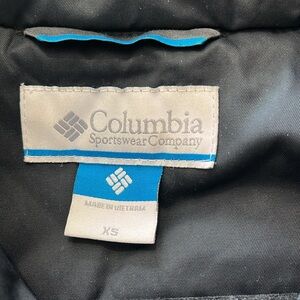 Columbia
Sportswear Company
MADE IN VIETNAM
XS